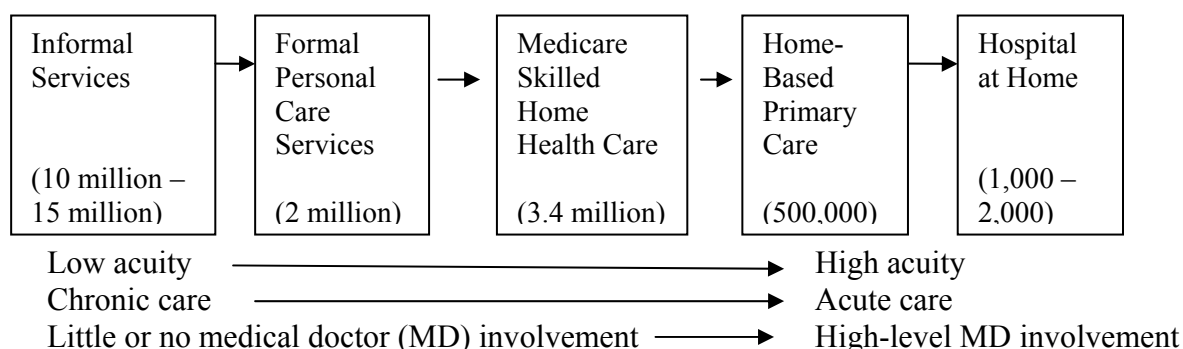 Informal
Services
(10 million –
15 million)
Formal
Personal
Care
Services
(2 million)
Medicare
Skilled
Home
Health Care
(3.4 million)
Home-
Based
Primary
Care
(500,000)
Hospital
at Home
(1,000 –
2,000)
Low acuity High acuity
Chronic care Acute care
Little or no medical doctor (MD) involvement High-level MD involvement